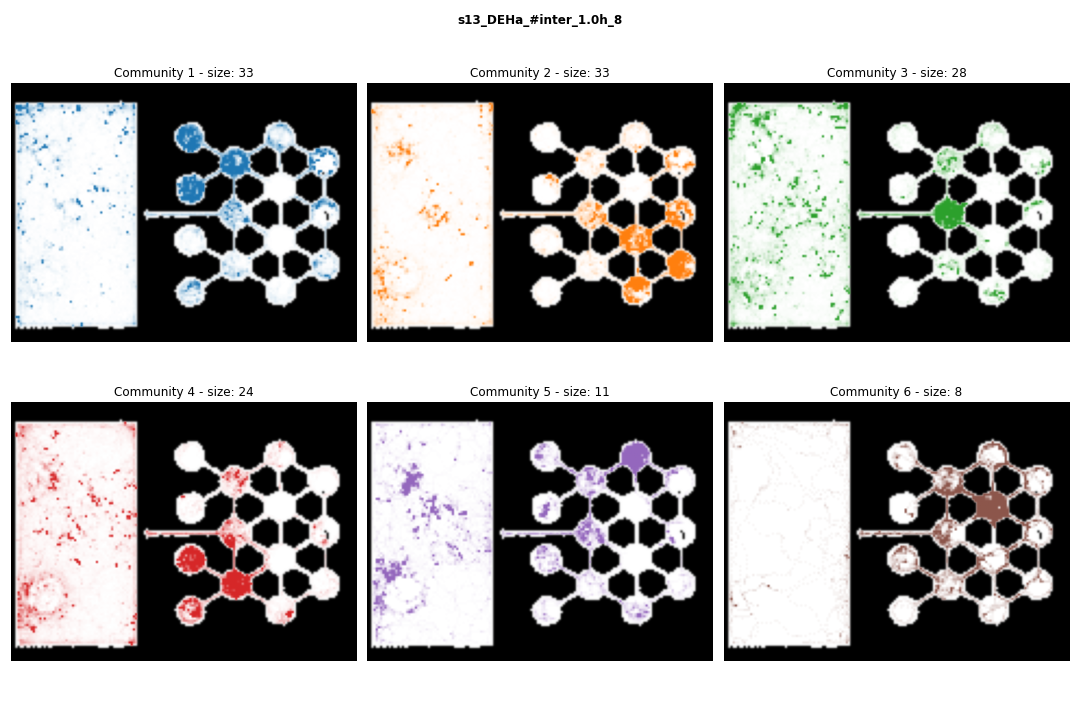 s13_DEHa_#inter_1.0h_8
Community 1 - size: 33
Community 2 - size: 33
Community 3 - size: 28
Community 4 - size: 24
Community 5 - size: 11
Community 6 - size: 8